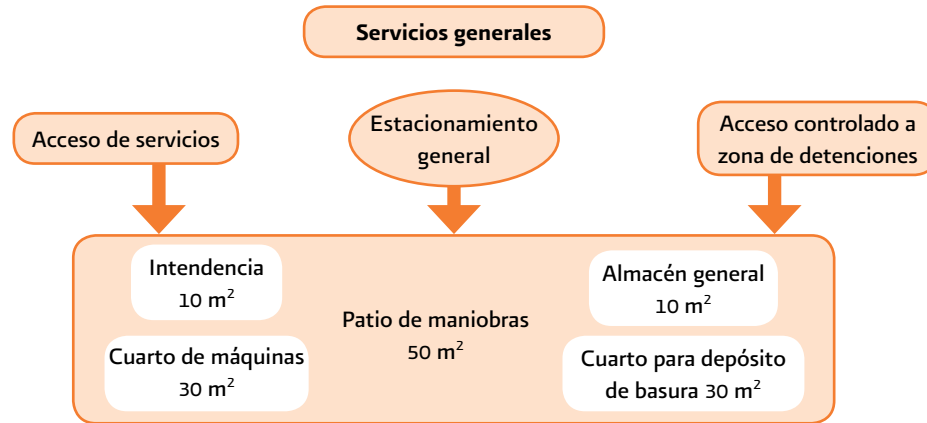 Servicios generales
Acceso de servicios
Estacionamiento
general
Acceso controlado a
zona de detenciones
Intendencia
10 m²
Cuarto de máquinas
30 m²
Patio de maniobras
50 m²
Almacén general
10 m²
Cuarto para depósito
de basura 30 m²